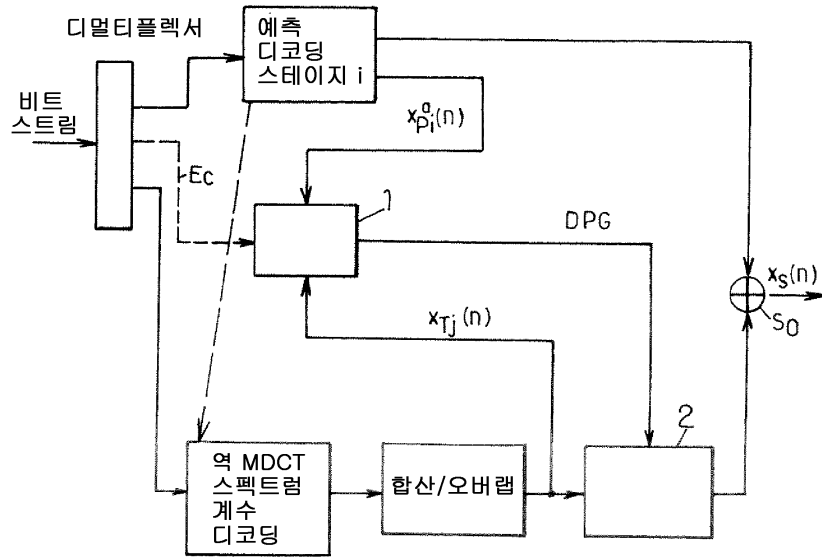 디멀티플렉서
예측
디코딩
스테이지 i
비트
스트림
x^a_{Pi}(n)
Ec
1
DPG
x_s(n)
S0
x_{Tj}(n)
2
역 MDCT
스펙트럼
계수
디코딩
합산/오버랩